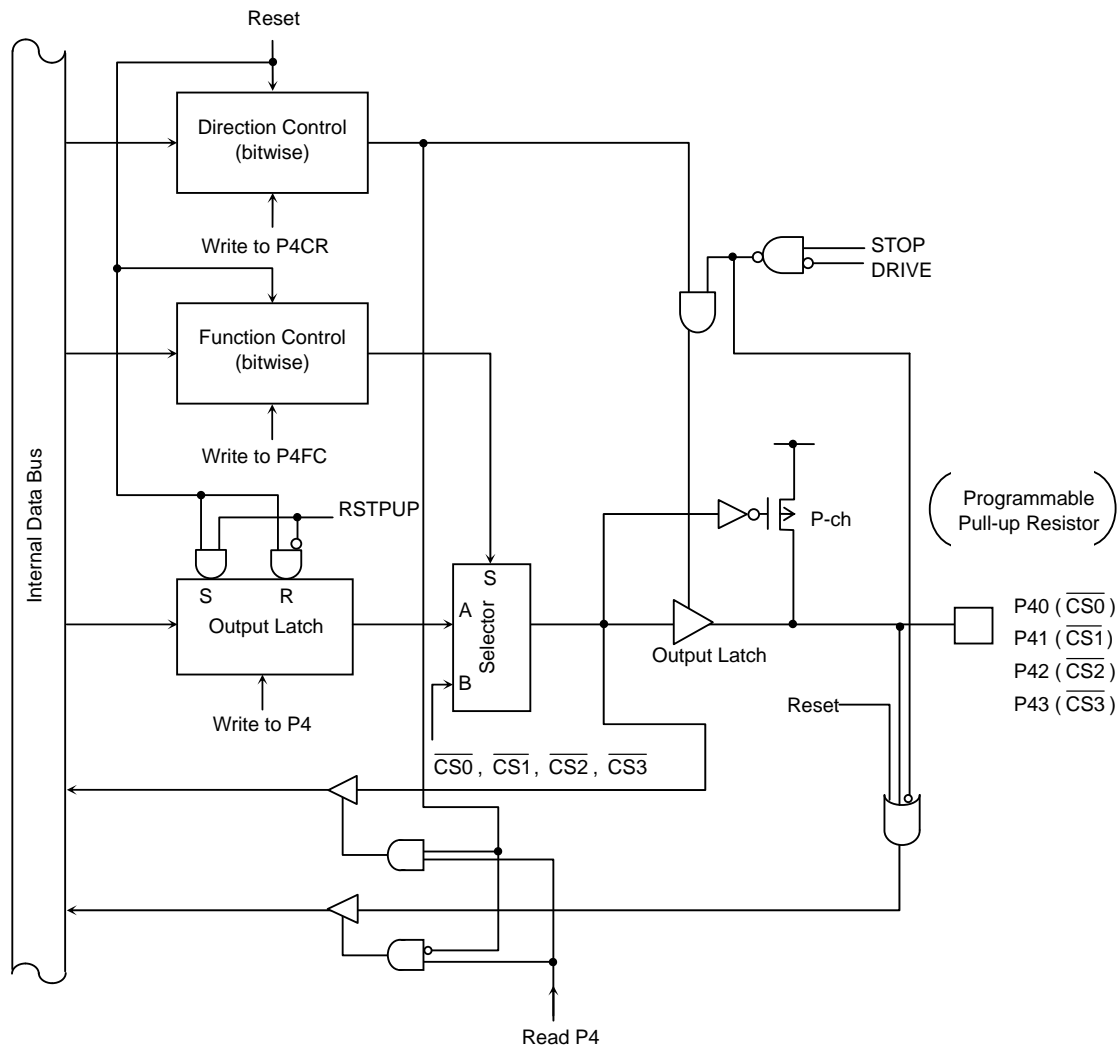 Reset
Direction Control
(bitwise)
Write to P4CR
STOP
DRIVE
Function Control
(bitwise)
Write to P4FC
Internal Data Bus
RSTPUP
P-ch
Programmable
Pull-up Resistor
S
R
Output Latch
Write to P4
S
A
B
Selector
Output Latch
P40 ( CS0 )
P41 ( CS1 )
P42 ( CS2 )
P43 ( CS3 )
Reset
CS0 , CS1 , CS2 , CS3
Read P4